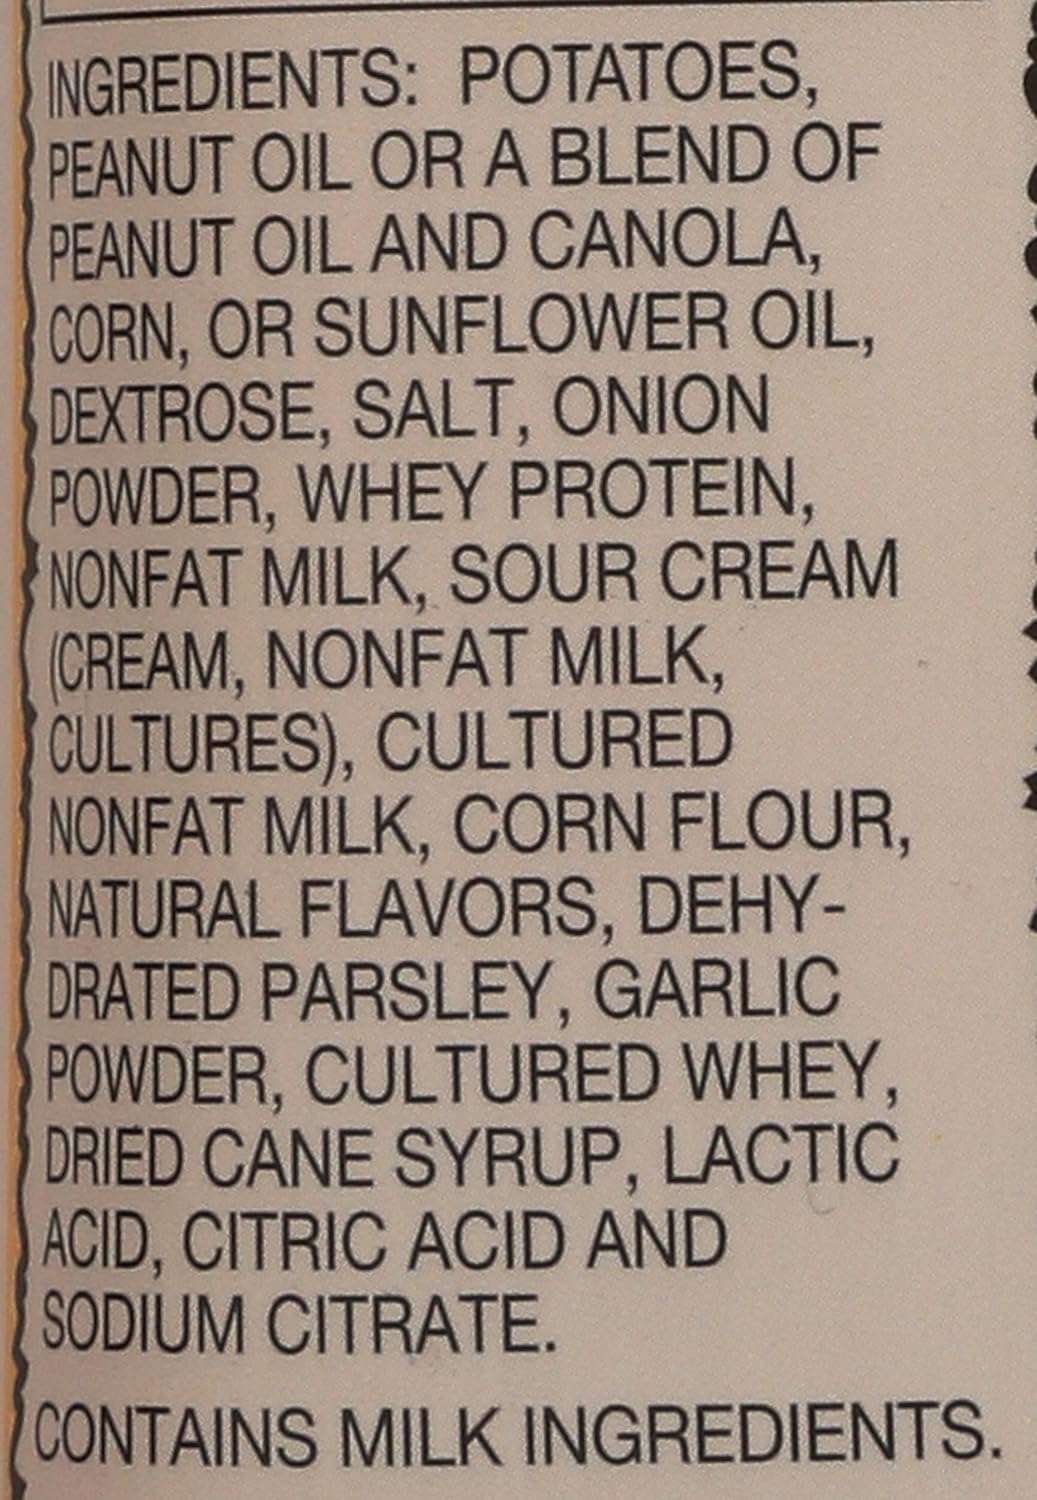 INGREDIENTS: POTATOES,
PEANUT OIL OR A BLEND OF
PEANUT OIL AND CANOLA,
CORN, OR SUNFLOWER OIL,
DEXTROSE, SALT, ONION
POWDER, WHEY PROTEIN,
NONFAT MILK, SOUR CREAM
(CREAM, NONFAT MILK,
CULTURES), CULTURED
NONFAT MILK, CORN FLOUR,
NATURAL FLAVORS, DEHY-
DRATED PARSLEY, GARLIC
POWDER, CULTURED WHEY,
DRIED CANE SYRUP, LACTIC
ACID, CITRIC ACID AND
SODIUM CITRATE.
CONTAINS MILK INGREDIENTS.